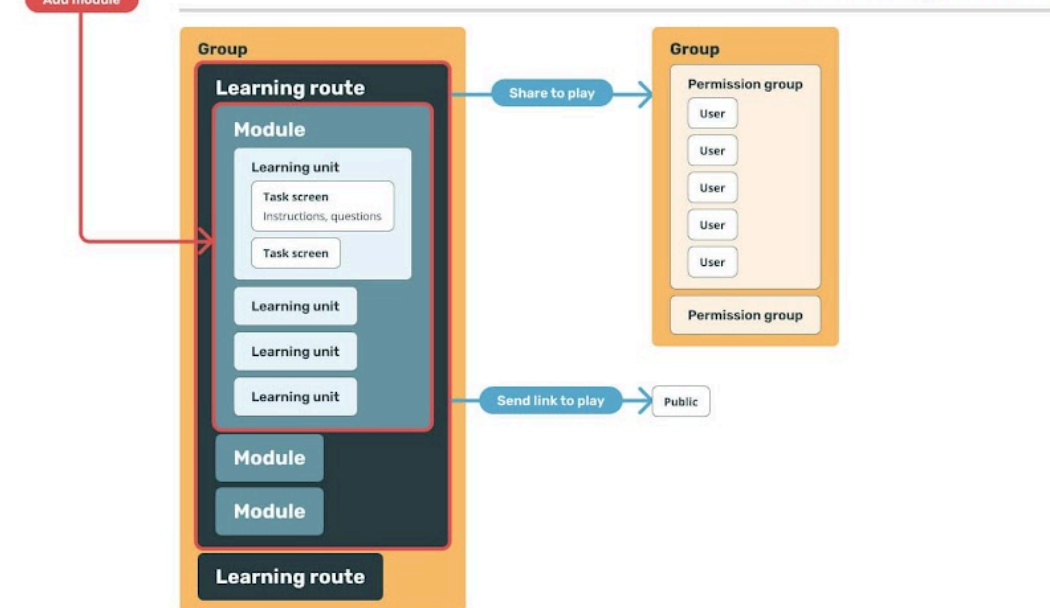 Add module
Group
Learning route
Module
Learning unit
Task screen
Instructions, questions
Task screen
Learning unit
Learning unit
Learning unit
Module
Module
Learning route
Share to play
Send link to play
Group
Permission group
User
User
User
User
User
Permission group
Public